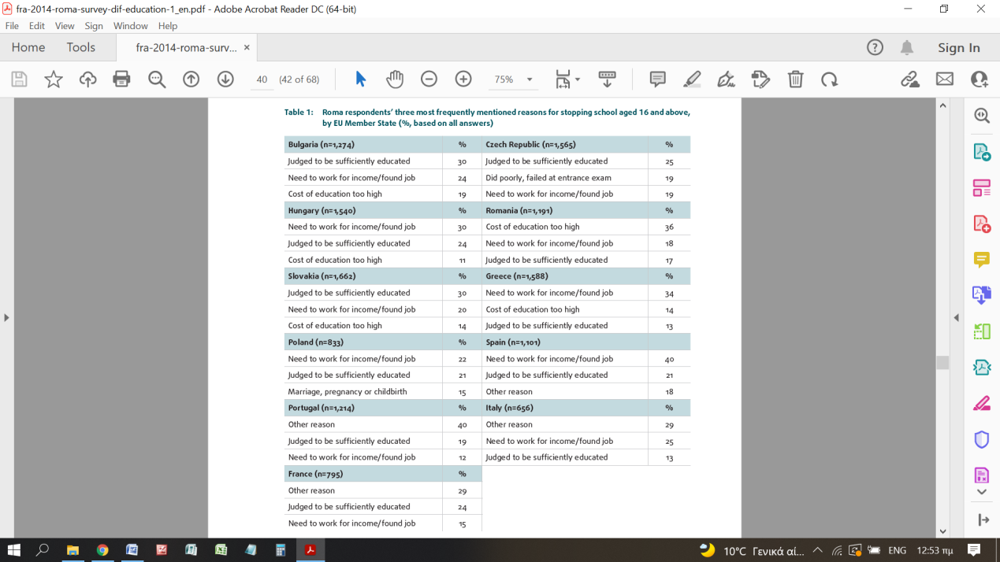 fra-2014-roma-survey-dif-education-1_en.pdf - Adobe Acrobat Reader DC (64-bit)
File Edit View Sign Window Help
Home Tools fra-2014-roma-surv... × Sign In
40 (42 of 68) 75%
Table 1: Roma respondents' three most frequently mentioned reasons for stopping school aged 16 and above,
by EU Member State (%, based on all answers)
Bulgaria (n=1,274) % Czech Republic (n=1,565) %
Judged to be sufficiently educated 30 Judged to be sufficiently educated 25
Need to work for income/found job 24 Did poorly, failed at entrance exam 19
Cost of education too high 19 Need to work for income/found job 19
Hungary (n=1,540) % Romania (n=1,191) %
Need to work for income/found job 30 Cost of education too high 36
Judged to be sufficiently educated 24 Need to work for income/found job 18
Cost of education too high 11 Judged to be sufficiently educated 17
Slovakia (n=1,662) % Greece (n=1,588) %
Judged to be sufficiently educated 30 Need to work for income/found job 34
Need to work for income/found job 20 Cost of education too high 14
Cost of education too high 14 Judged to be sufficiently educated 13
Poland (n=833) % Spain (n=1,101)
Need to work for income/found job 22 Need to work for income/found job 40
Judged to be sufficiently educated 21 Judged to be sufficiently educated 21
Marriage, pregnancy or childbirth 15 Other reason 18
Portugal (n=1,214) % Italy (n=656) %
Other reason 40 Other reason 29
Judged to be sufficiently educated 19 Need to work for income/found job 25
Need to work for income/found job 12 Judged to be sufficiently educated 13
France (n=795) %
Other reason 29
Judged to be sufficiently educated 24
Need to work for income/found job 15
10°C Γενικά αί... ENG 12:53 πμ